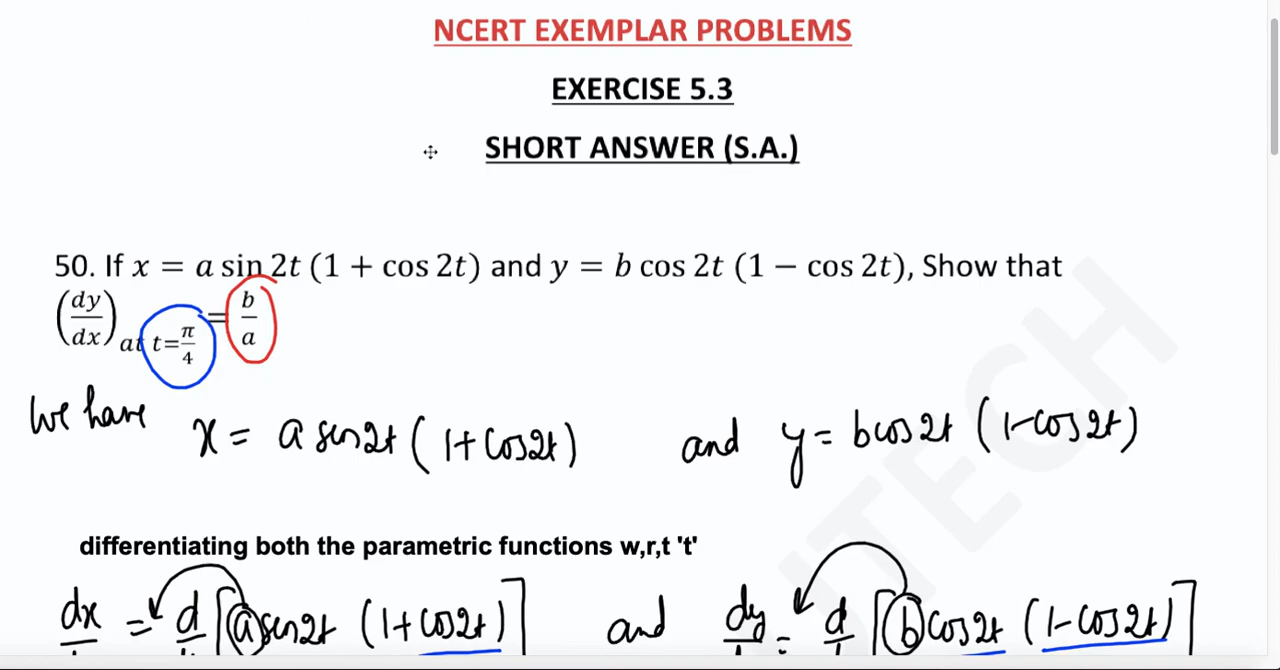 NCERT EXEMPLAR PROBLEMS
EXERCISE 5.3
SHORT ANSWER (S.A.)
50. If x = a sin 2t (1 + cos 2t) and y = b cos 2t (1 − cos 2t), Show that
(dy/dx) at t=π/4 = b/a
We have x = a sin2t (1+cos2t) and y = bcos2t (1-cos2t)
differentiating both the parametric functions w,r,t 't'
dx = d [a sin2t (1+cos2t)] and dy = d [b cos2t (1-cos2t)]